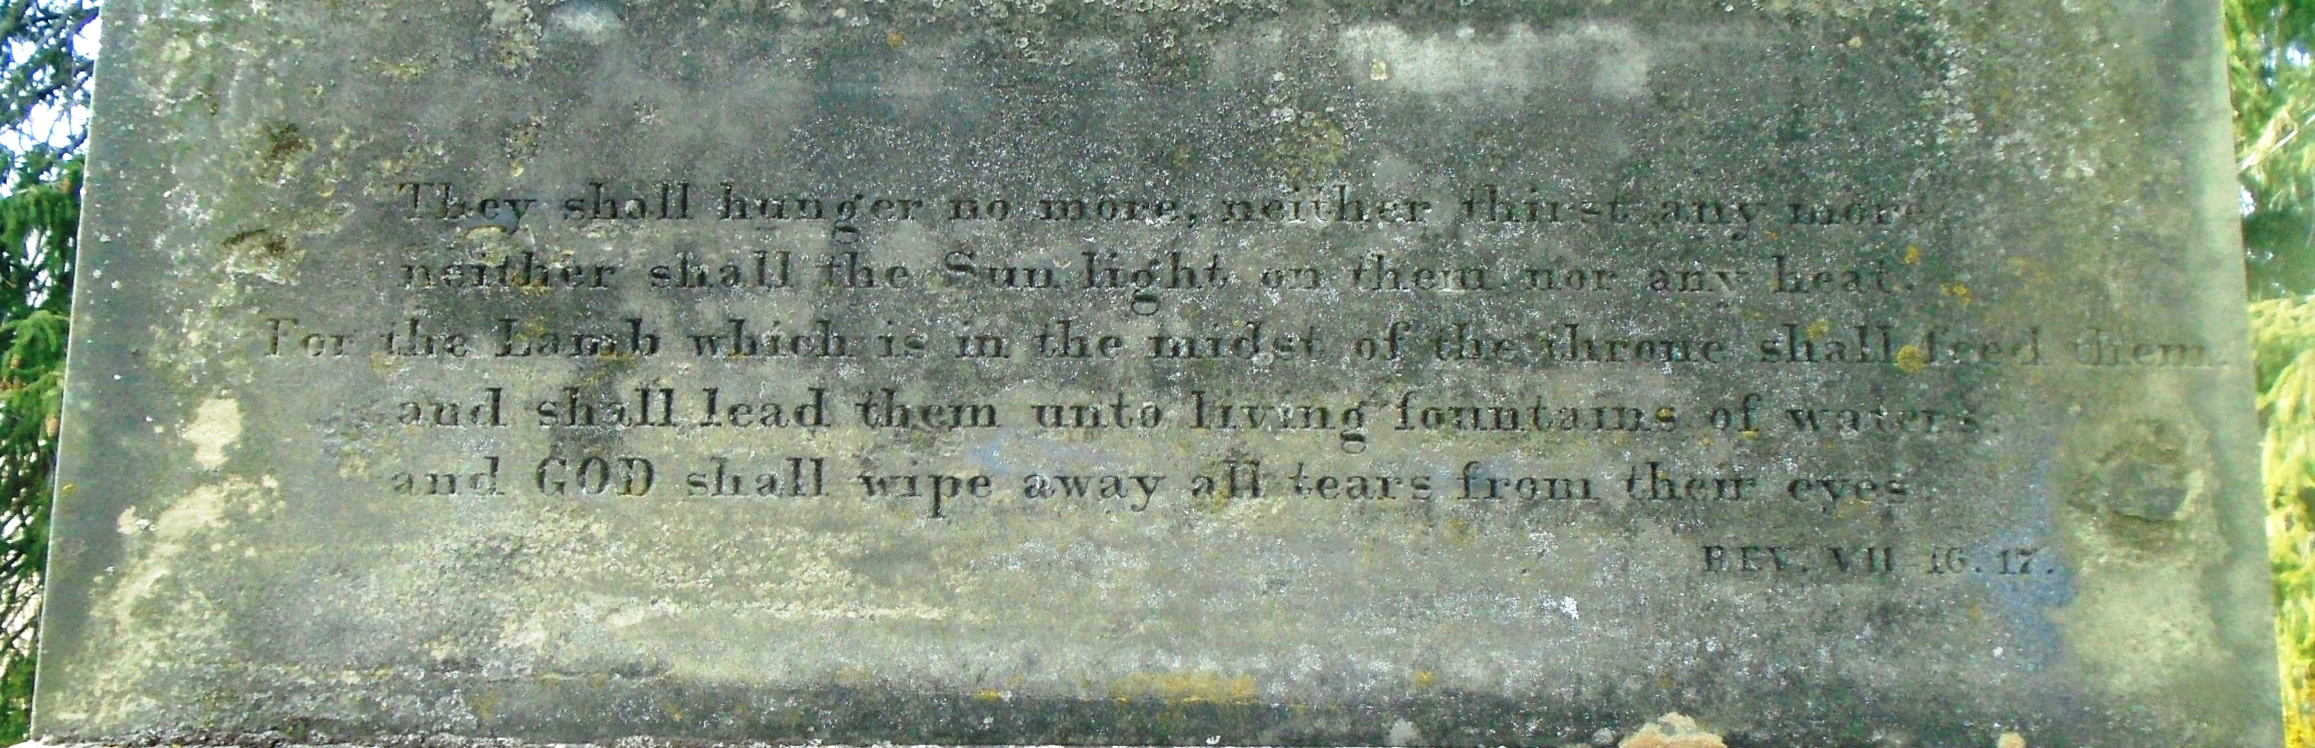 They shall hunger no more, neither thirst any more
neither shall the Sun light on them nor any heat.
For the Lamb which is in the midst of the throne shall feed them.
and shall lead them unto living fountains of waters.
and GOD shall wipe away all tears from their eyes
REV. VII 16. 17.